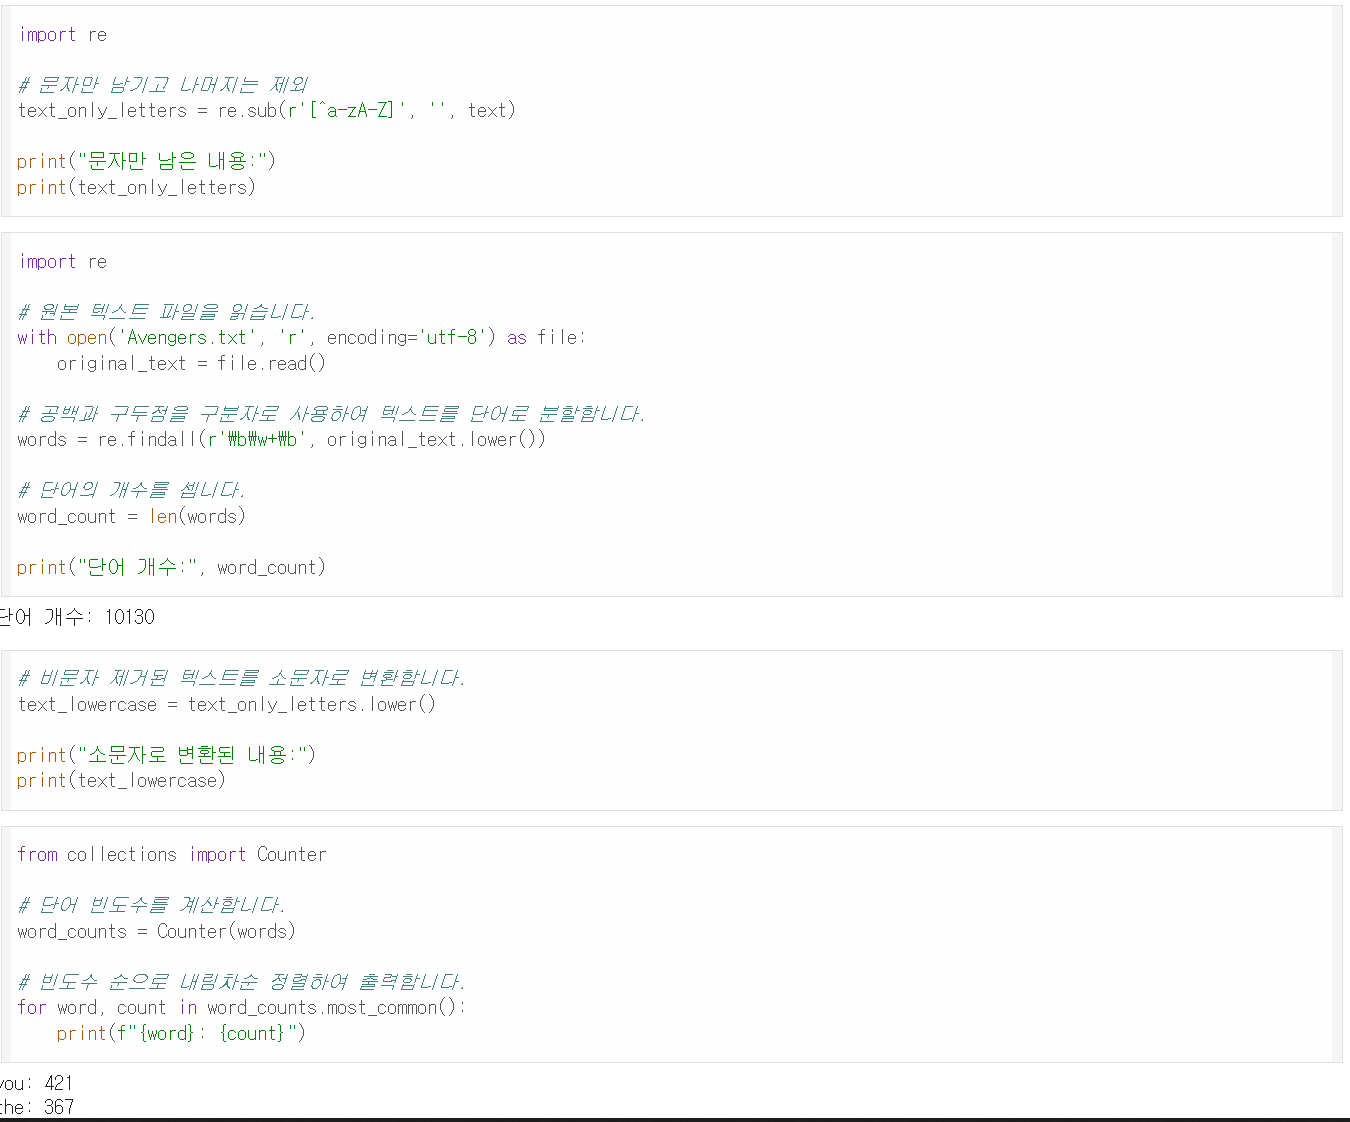 import re
# 문자만 남기고 나머지는 제외
text_only_letters = re.sub(r'[^a-zA-Z]', '', text)
print("문자만 남은 내용:")
print(text_only_letters)
import re
# 원본 텍스트 파일을 읽습니다.
with open('Avengers.txt', 'r', encoding='utf-8') as file:
    original_text = file.read()
# 공백과 구두점을 구분자로 사용하여 텍스트를 단어로 분할합니다.
words = re.findall(r'₩b₩w+₩b', original_text.lower())
# 단어의 개수를 셉니다.
word_count = len(words)
print("단어 개수:", word_count)
단어 개수: 10130
# 비문자 제거된 텍스트를 소문자로 변환합니다.
text_lowercase = text_only_letters.lower()
print("소문자로 변환된 내용:")
print(text_lowercase)
from collections import Counter
# 단어 빈도수를 계산합니다.
word_counts = Counter(words)
# 빈도수 순으로 내림차순 정렬하여 출력합니다.
for word, count in word_counts.most_common():
    print(f"{word}: {count}")
you: 421
the: 367